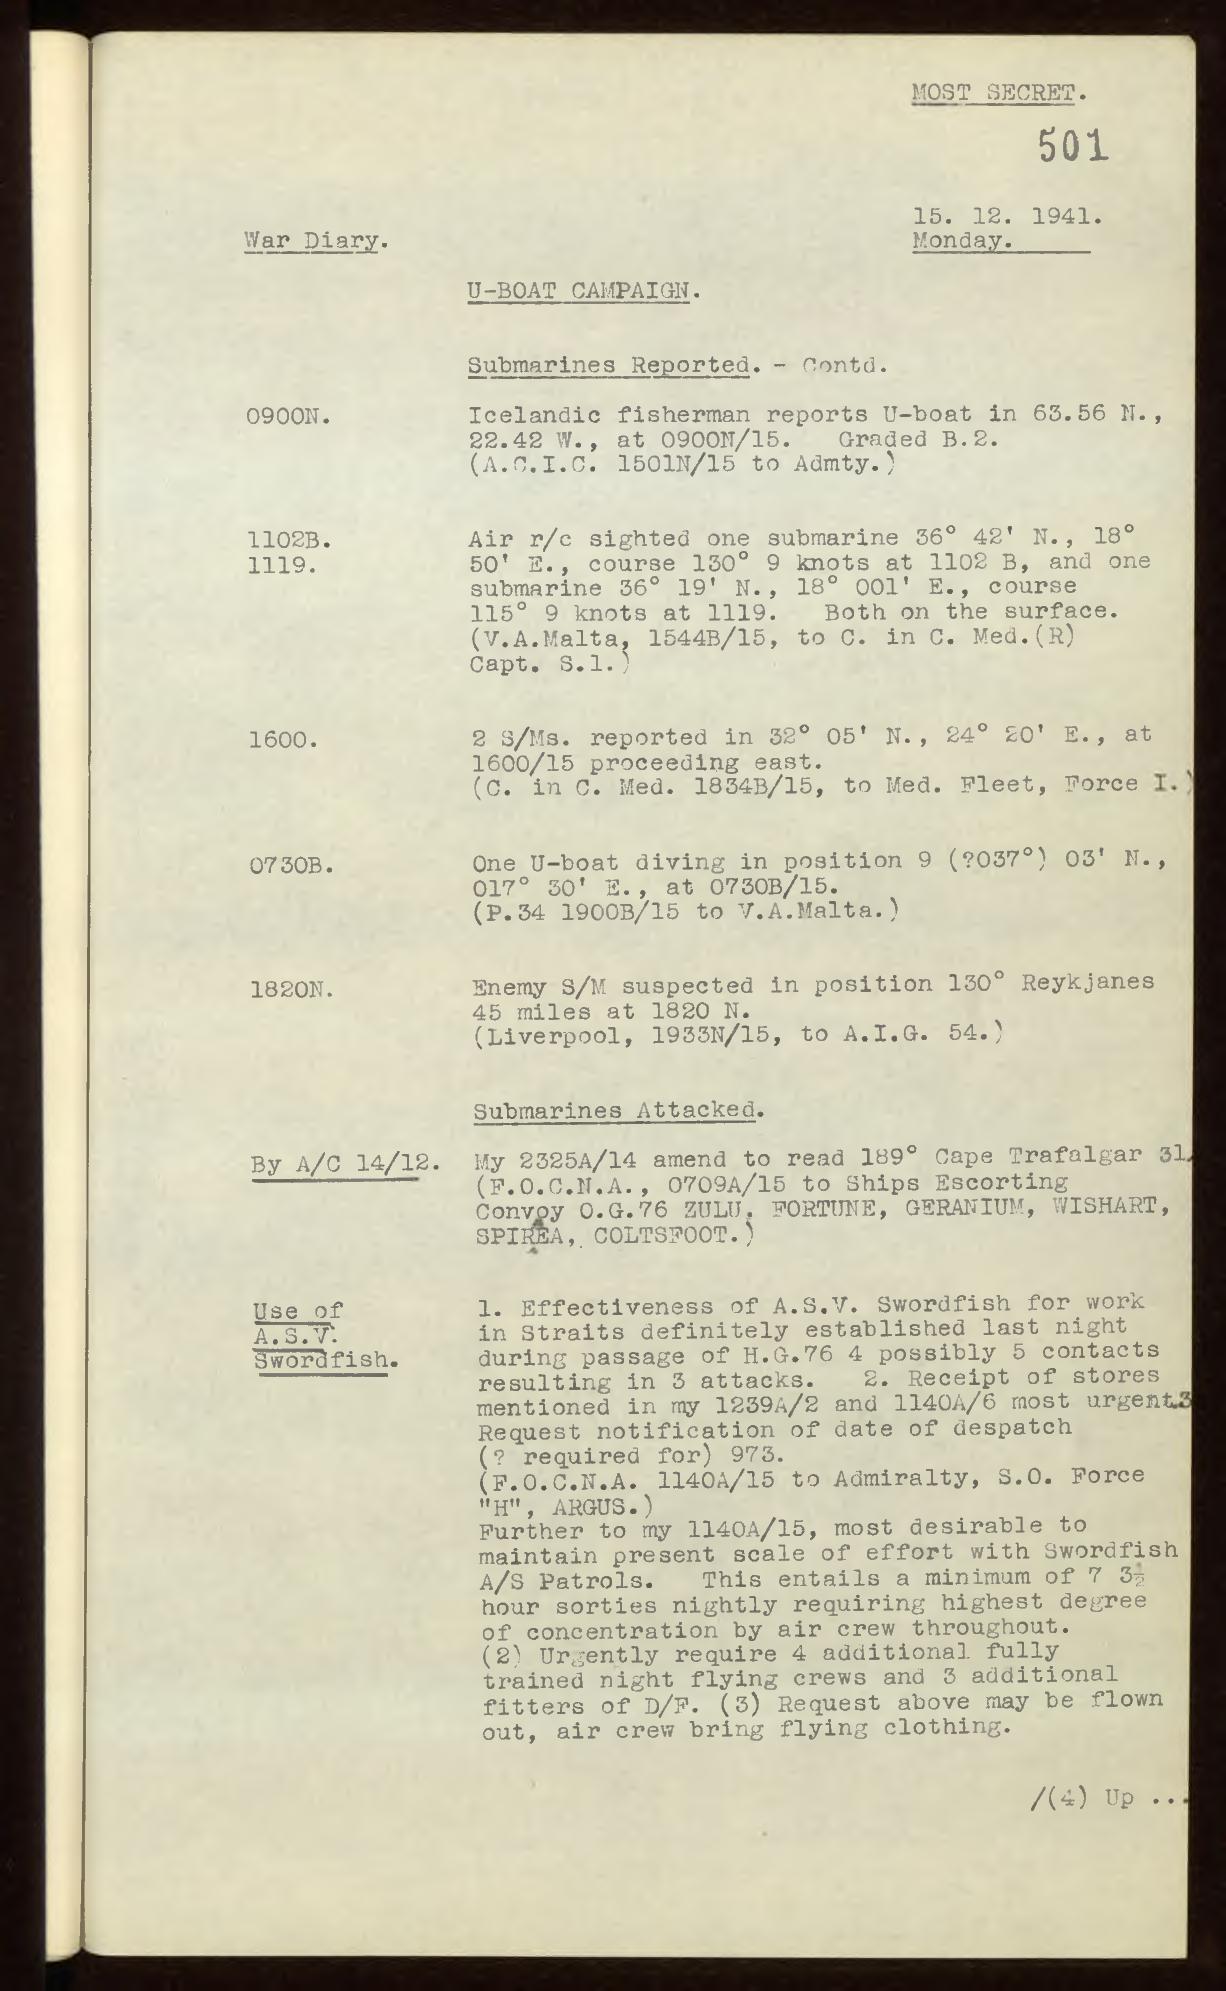 MOST SECRET.
501
15. 12. 1941.
War Diary.
Monday.
U-BOAT CAMPAIGN.
Submarines Reported. - Contd.
0900N.
Icelandic fisherman reports U-boat in 63.56 N.,
22.42 W., at 0900N/15. Graded B.2.
(A.C.I.C. 1501N/15 to Admty.)
1102B.
1119.
Air r/c sighted one submarine 36° 42' N., 18°
50' E., course 130° 9 knots at 1102 B, and one
submarine 36° 19' N., 18° 001' E., course
115° 9 knots at 1119. Both on the surface.
(V.A.Malta, 1544B/15, to C. in C. Med.(R)
Capt. S.1.)
1600.
2 S/Ms. reported in 32° 05' N., 24° 20' E., at
1600/15 proceeding east.
(C. in C. Med. 1834B/15, to Med. Fleet, Force I.)
0730B.
One U-boat diving in position 9 (?037°) 03' N.,
017° 30' E., at 0730B/15.
(P.34 1900B/15 to V.A.Malta.)
1820N.
Enemy S/M suspected in position 130° Reykjanes
45 miles at 1820 N.
(Liverpool, 1933N/15, to A.I.G. 54.)
Submarines Attacked.
By A/C 14/12.
My 2325A/14 amend to read 189° Cape Trafalgar 31.
(F.O.C.N.A., 0709A/15 to Ships Escorting
Convoy O.G.76 ZULU, FORTUNE, GERANIUM, WISHART,
SPIREA, COLTSFOOT.)
Use of
A.S.V.
Swordfish.
1. Effectiveness of A.S.V. Swordfish for work
in Straits definitely established last night
during passage of H.G.76 4 possibly 5 contacts
resulting in 3 attacks. 2. Receipt of stores
mentioned in my 1239A/2 and 1140A/6 most urgent.3
Request notification of date of despatch
(? required for) 973.
(F.O.C.N.A. 1140A/15 to Admiralty, S.O. Force
"H", ARGUS.)
Further to my 1140A/15, most desirable to
maintain present scale of effort with Swordfish
A/S Patrols. This entails a minimum of 7 3½
hour sorties nightly requiring highest degree
of concentration by air crew throughout.
(2) Urgently require 4 additional fully
trained night flying crews and 3 additional
fitters of D/F. (3) Request above may be flown
out, air crew bring flying clothing.
/(4) Up ...